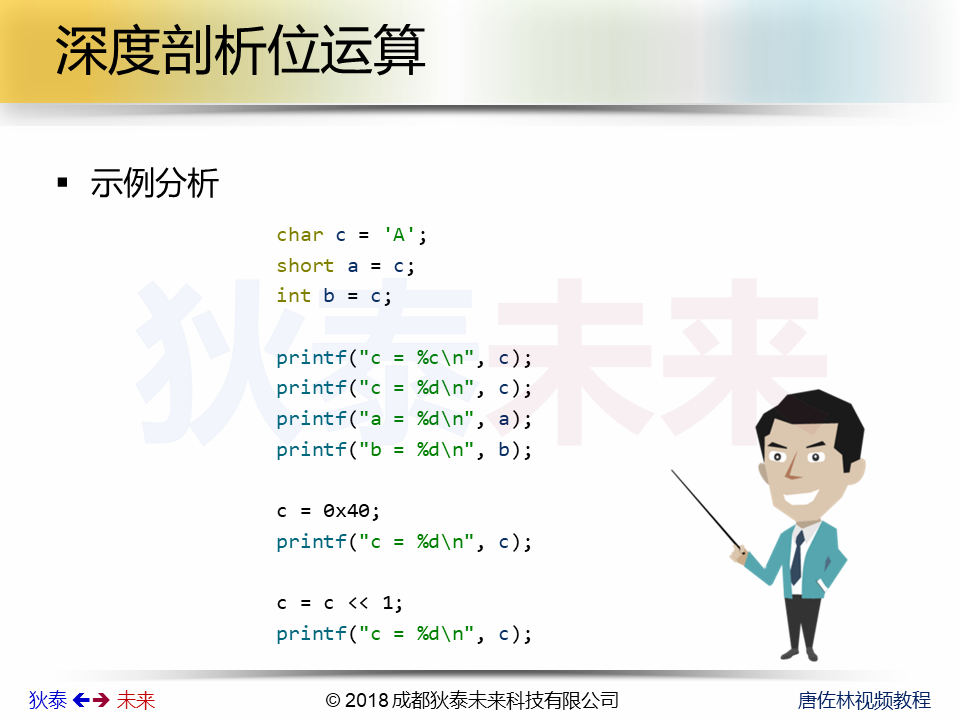 深度剖析位运算
▪ 示例分析
char c = 'A';
short a = c;
int b = c;
printf("c = %c\n", c);
printf("c = %d\n", c);
printf("a = %d\n", a);
printf("b = %d\n", b);
c = 0x40;
printf("c = %d\n", c);
c = c << 1;
printf("c = %d\n", c);
狄泰未来
狄泰 🡸🡺 未来
© 2018 成都狄泰未来科技有限公司
唐佐林视频教程